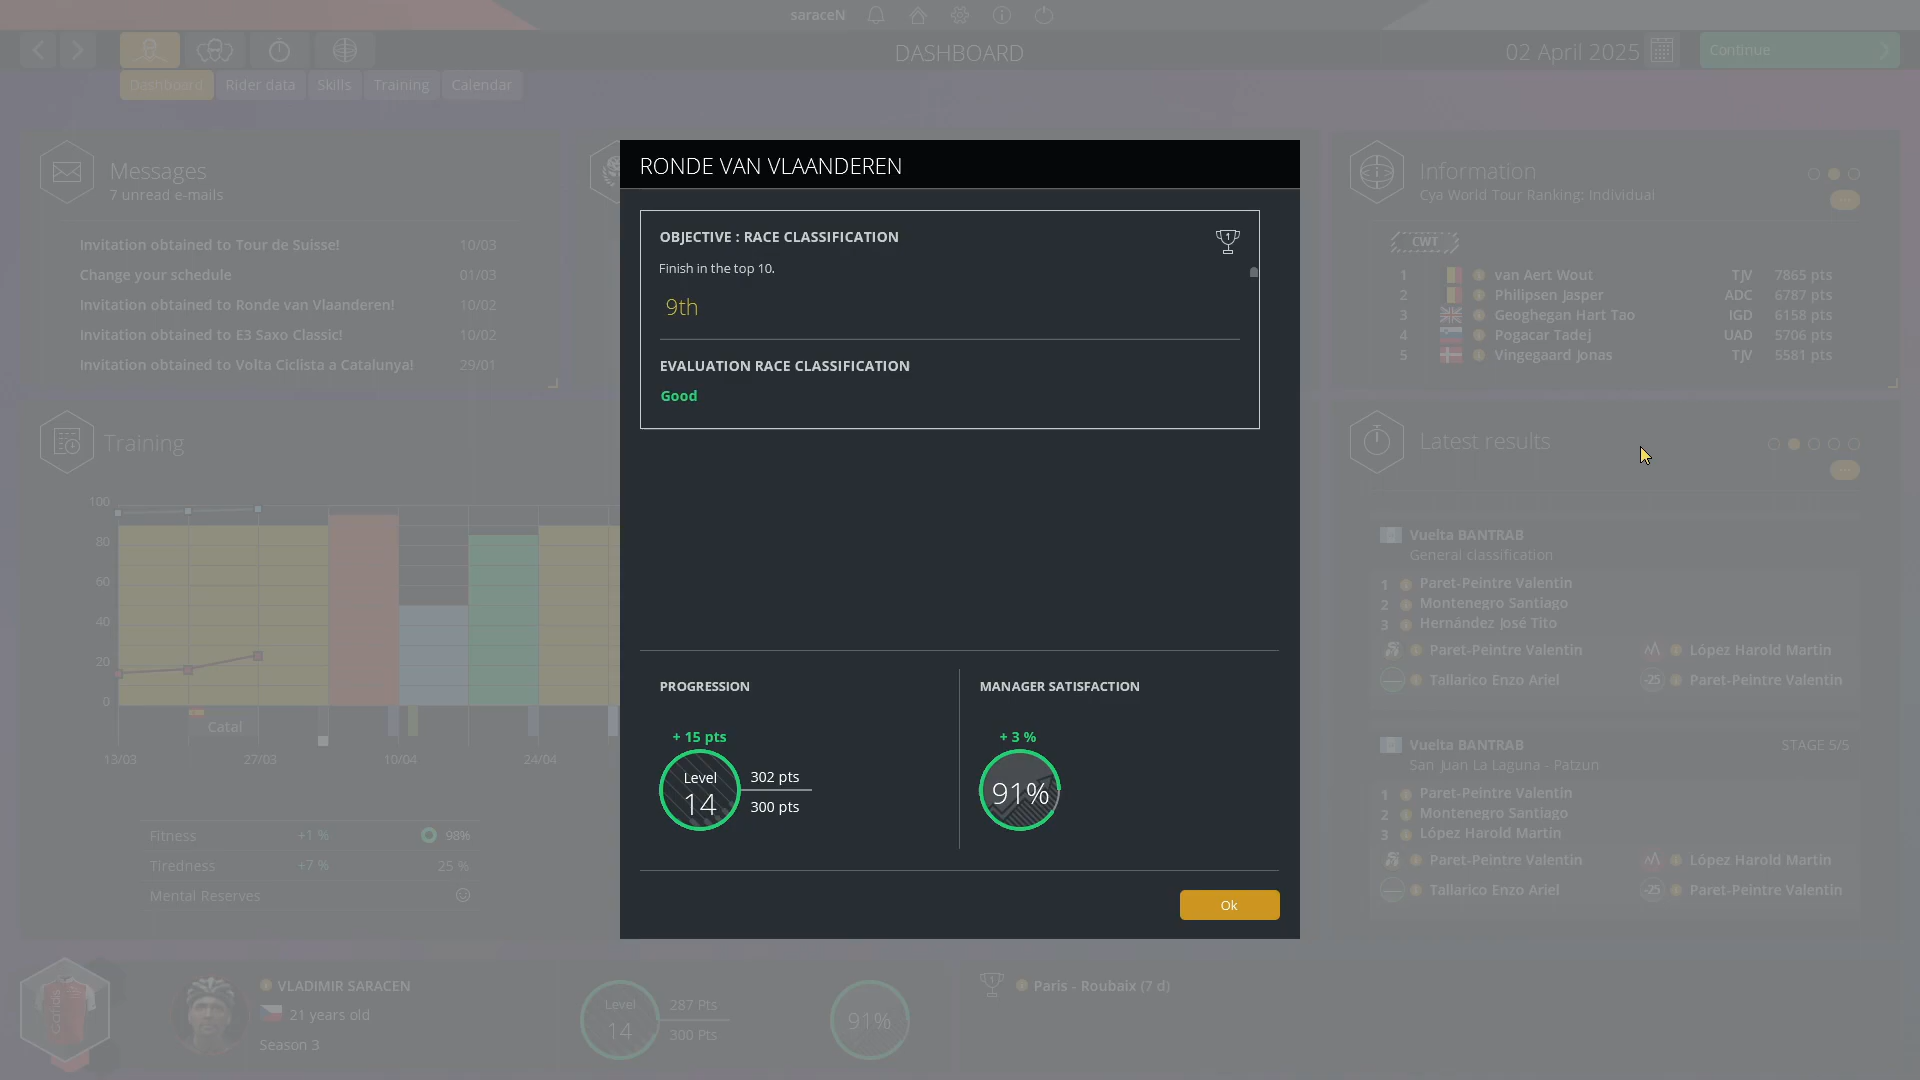 saraceN
DASHBOARD
02 April 2025
Continue
Dashboard
Rider data
Skills
Training
Calendar
Messages
7 unread e-mails
Invitation obtained to Tour de Suisse! 10/03
Change your schedule 01/03
Invitation obtained to Ronde van Vlaanderen! 10/02
Invitation obtained to E3 Saxo Classic! 10/02
Invitation obtained to Volta Ciclista a Catalunya! 29/01
Training
100
80
60
40
20
0
Catal
13/03 27/03 10/04 24/04
Fitness +1 % 98%
Tiredness +7 % 25 %
Mental Reserves
RONDE VAN VLAANDEREN
OBJECTIVE : RACE CLASSIFICATION
1
Finish in the top 10.
9th
EVALUATION RACE CLASSIFICATION
Good
PROGRESSION
+ 15 pts
Level
14
302 pts
300 pts
MANAGER SATISFACTION
+ 3 %
91%
Ok
Information
Cya World Tour Ranking: Individual
CWT
1 van Aert Wout TJV 7865 pts
2 Philipsen Jasper ADC 6787 pts
3 Geoghegan Hart Tao IGD 6158 pts
4 Pogacar Tadej UAD 5706 pts
5 Vingegaard Jonas TJV 5581 pts
Latest results
Vuelta BANTRAB
General classification
1 Paret-Peintre Valentin
2 Montenegro Santiago
3 Hernández José Tito
Paret-Peintre Valentin López Harold Martin
Tallarico Enzo Ariel -25 Paret-Peintre Valentin
Vuelta BANTRAB STAGE 5/5
San Juan La Laguna - Patzun
1 Paret-Peintre Valentin
2 Montenegro Santiago
3 López Harold Martin
Paret-Peintre Valentin López Harold Martin
Tallarico Enzo Ariel -25 Paret-Peintre Valentin
VLADIMIR SARACEN
21 years old
Season 3
Level
14
287 Pts
300 Pts
91%
Paris - Roubaix (7 d)